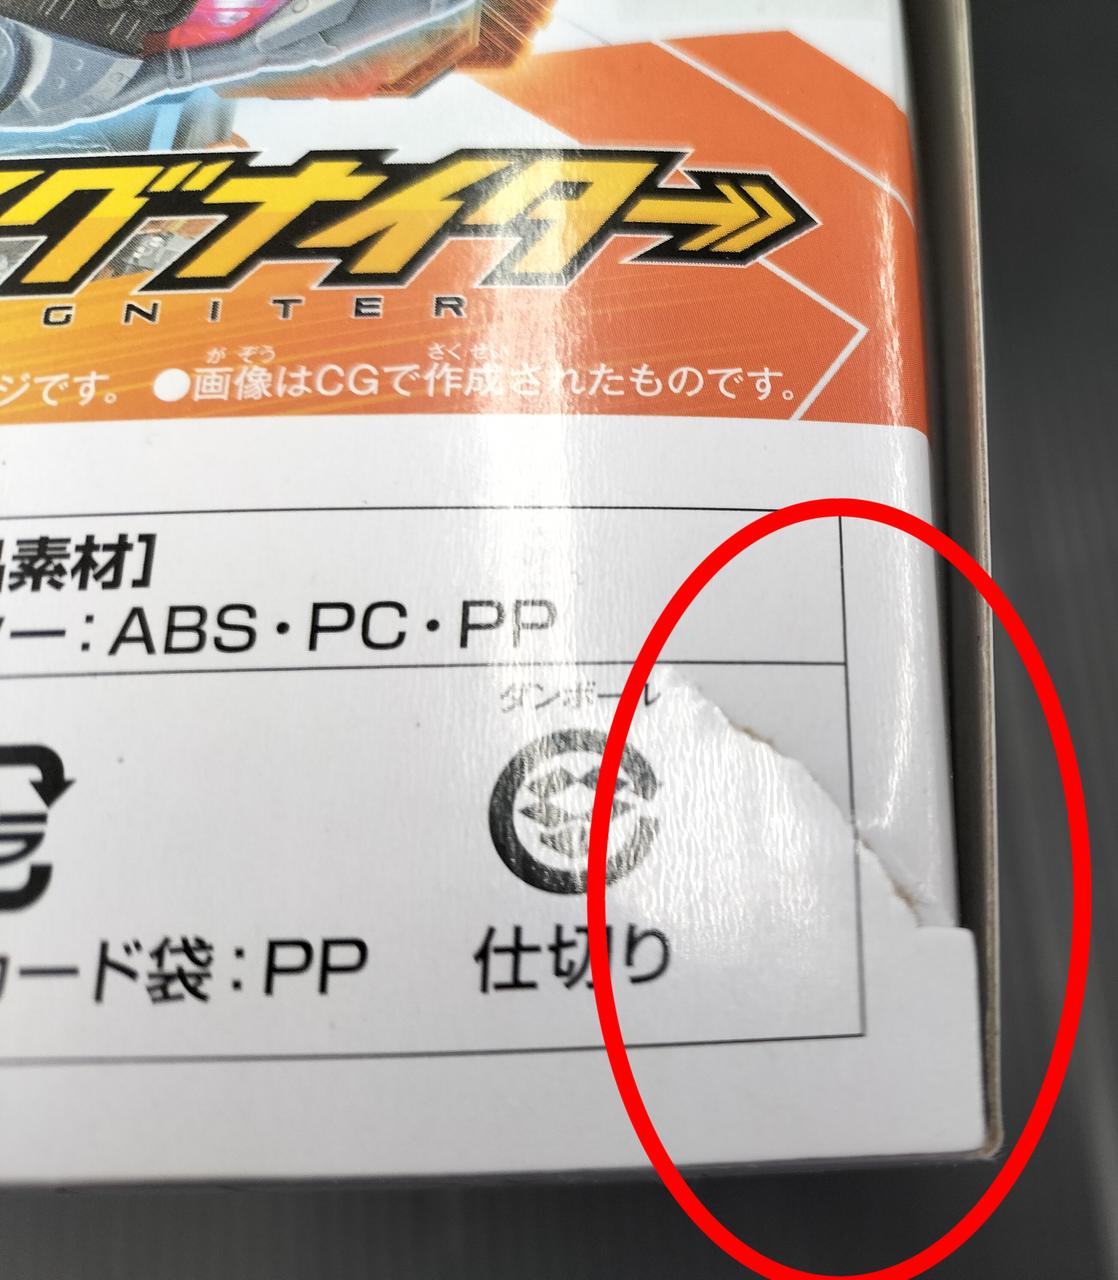 グナイター
GNITER
がぞう さくせい
ジです。 ●画像はCGで作成されたものです。
素材]
ー:ABS・PC・PP
ダンボール
カード袋:PP 仕切り